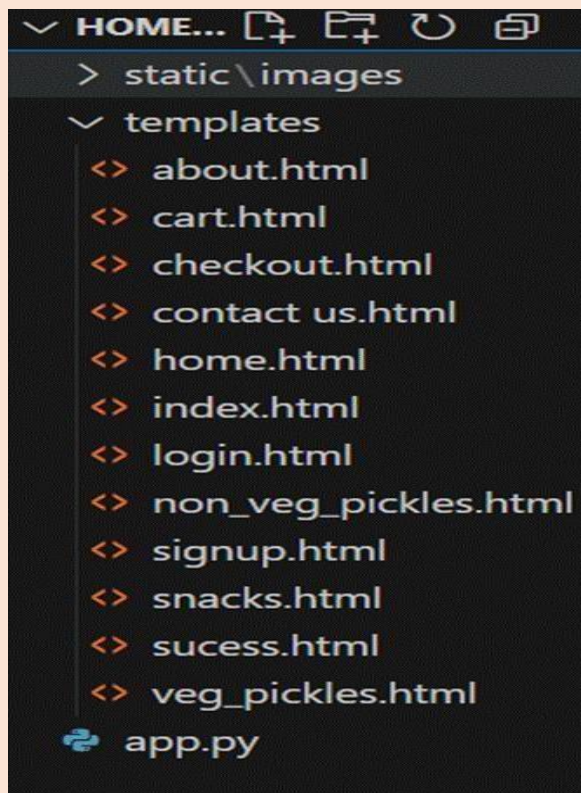 HOME...
static\images
templates
about.html
cart.html
checkout.html
contact us.html
home.html
index.html
login.html
non_veg_pickles.html
signup.html
snacks.html
sucess.html
veg_pickles.html
app.py